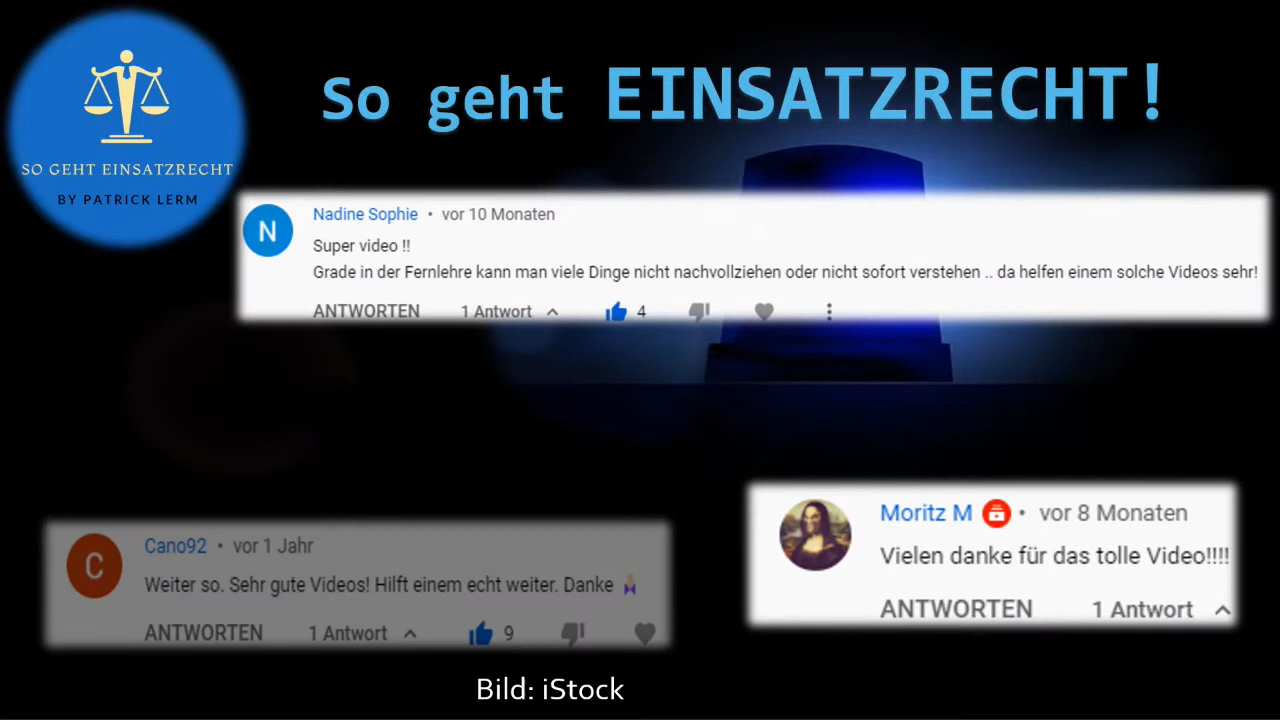 So geht EINSATZRECHT!
SO GEHT EINSATZRECHT
BY PATRICK LERM
N
Nadine Sophie • vor 10 Monaten
Super video !!
Grade in der Fernlehre kann man viele Dinge nicht nachvollziehen oder nicht sofort verstehen .. da helfen einem solche Videos sehr!
ANTWORTEN 1 Antwort 4
C
Cano92 • vor 1 Jahr
Weiter so. Sehr gute Videos! Hilft einem echt weiter. Danke
ANTWORTEN 1 Antwort 9
Moritz M • vor 8 Monaten
Vielen danke für das tolle Video!!!!
ANTWORTEN 1 Antwort
Bild: iStock